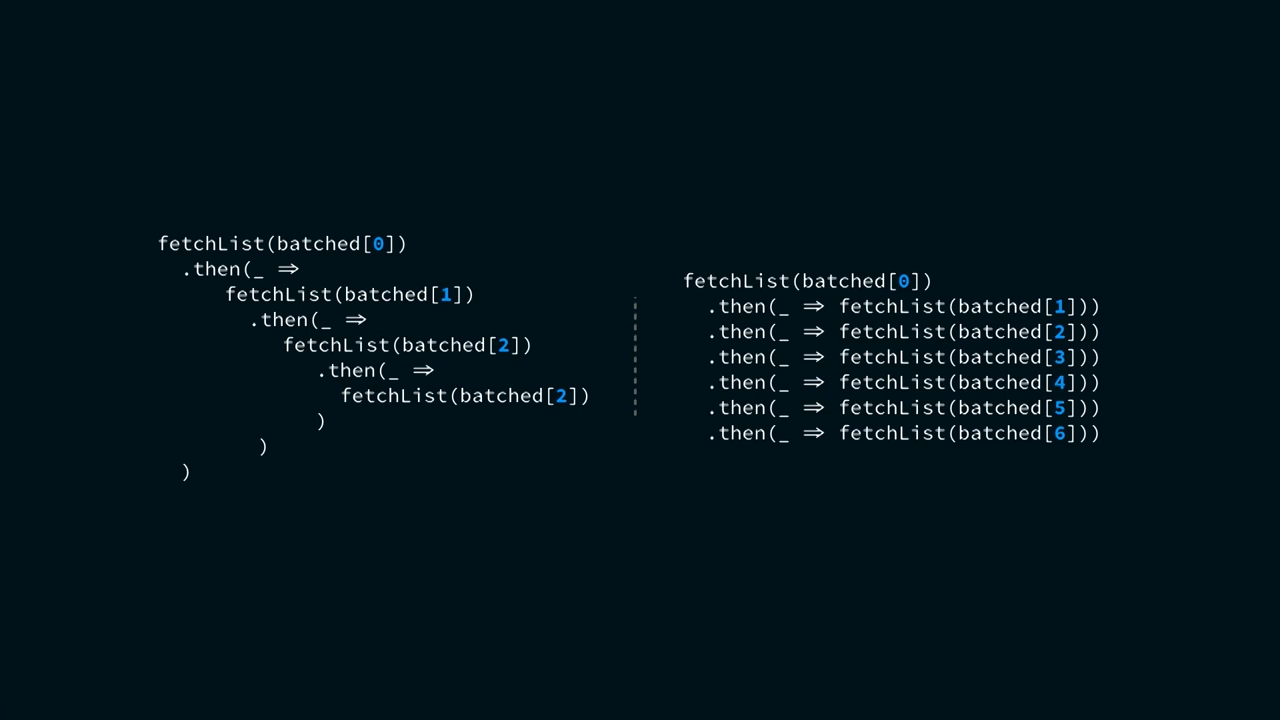 fetchList(batched[0])
.then(_ =>
fetchList(batched[1])
.then(_ =>
fetchList(batched[2])
.then(_ =>
fetchList(batched[2])
)
)
)
fetchList(batched[0])
.then(_ => fetchList(batched[1]))
.then(_ => fetchList(batched[2]))
.then(_ => fetchList(batched[3]))
.then(_ => fetchList(batched[4]))
.then(_ => fetchList(batched[5]))
.then(_ => fetchList(batched[6]))